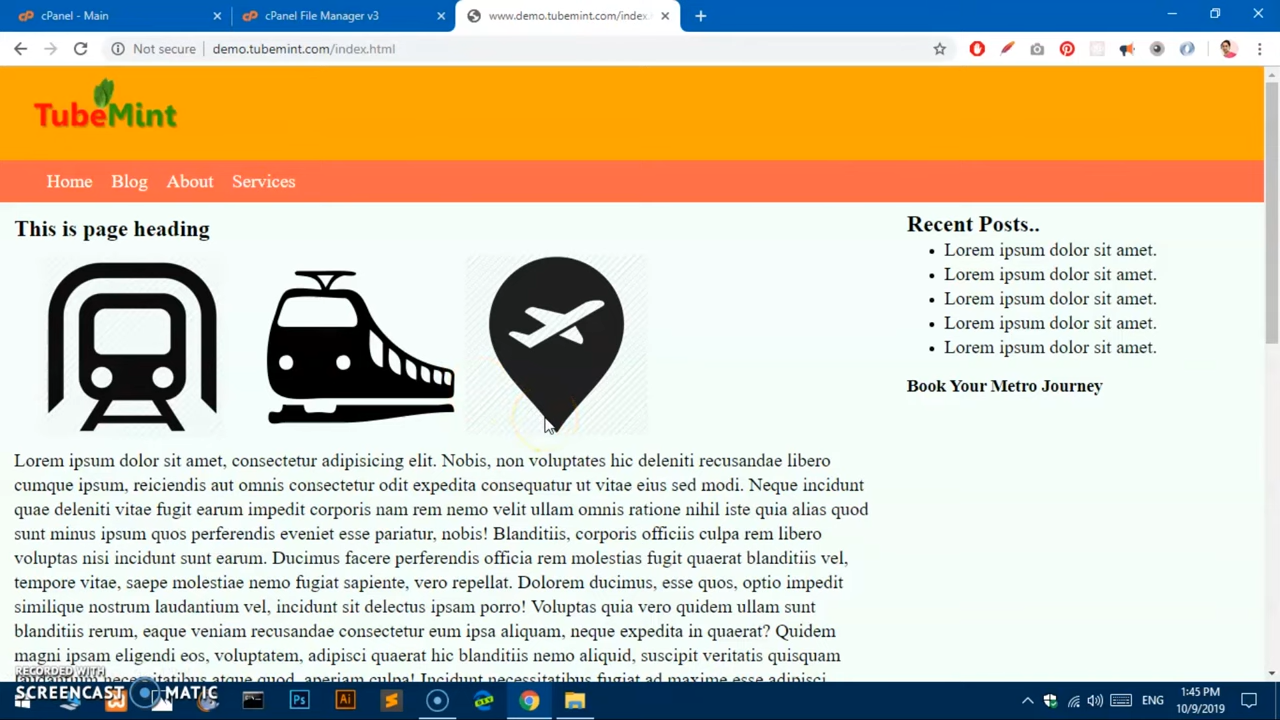 cPanel - Main
cPanel File Manager v3
www.demo.tubemint.com/index.
Not secure
demo.tubemint.com/index.html
TubeMint
Home
Blog
About
Services
This is page heading
Lorem ipsum dolor sit amet, consectetur adipisicing elit. Nobis, non voluptates hic deleniti recusandae libero
cumque ipsum, reiciendis aut omnis consectetur odit expedita consequatur ut vitae eius sed modi. Neque incidunt
quae deleniti vitae fugit earum impedit corporis nam rem nemo velit ullam omnis ratione nihil iste quia alias quod
sunt minus ipsum quos perferendis eveniet esse pariatur, nobis! Blanditiis, corporis officiis culpa rem libero
voluptas nisi incidunt sunt earum. Ducimus facere perferendis officia rem molestias fugit quaerat blanditiis vel,
tempore vitae, saepe molestiae nemo fugiat sapiente, vero repellat. Dolorem ducimus, esse quos, optio impedit
similique nostrum laudantium vel, incidunt sit delectus ipsam porro! Voluptas quia vero quidem ullam sunt
blanditiis rerum, eaque veniam recusandae consectetur eum ipsa aliquam, neque expedita in quaerat? Quidem
magni ipsam eligendi eos, voluptatem, adipisci quaerat hic blanditiis nemo aliquid, suscipit veritatis quisquam
Recent Posts..
Lorem ipsum dolor sit amet.
Lorem ipsum dolor sit amet.
Lorem ipsum dolor sit amet.
Lorem ipsum dolor sit amet.
Lorem ipsum dolor sit amet.
Book Your Metro Journey
RECORDED WITH
SCREENCAST MATIC
Ps
Ai
ENG
1:45 PM
10/9/2019